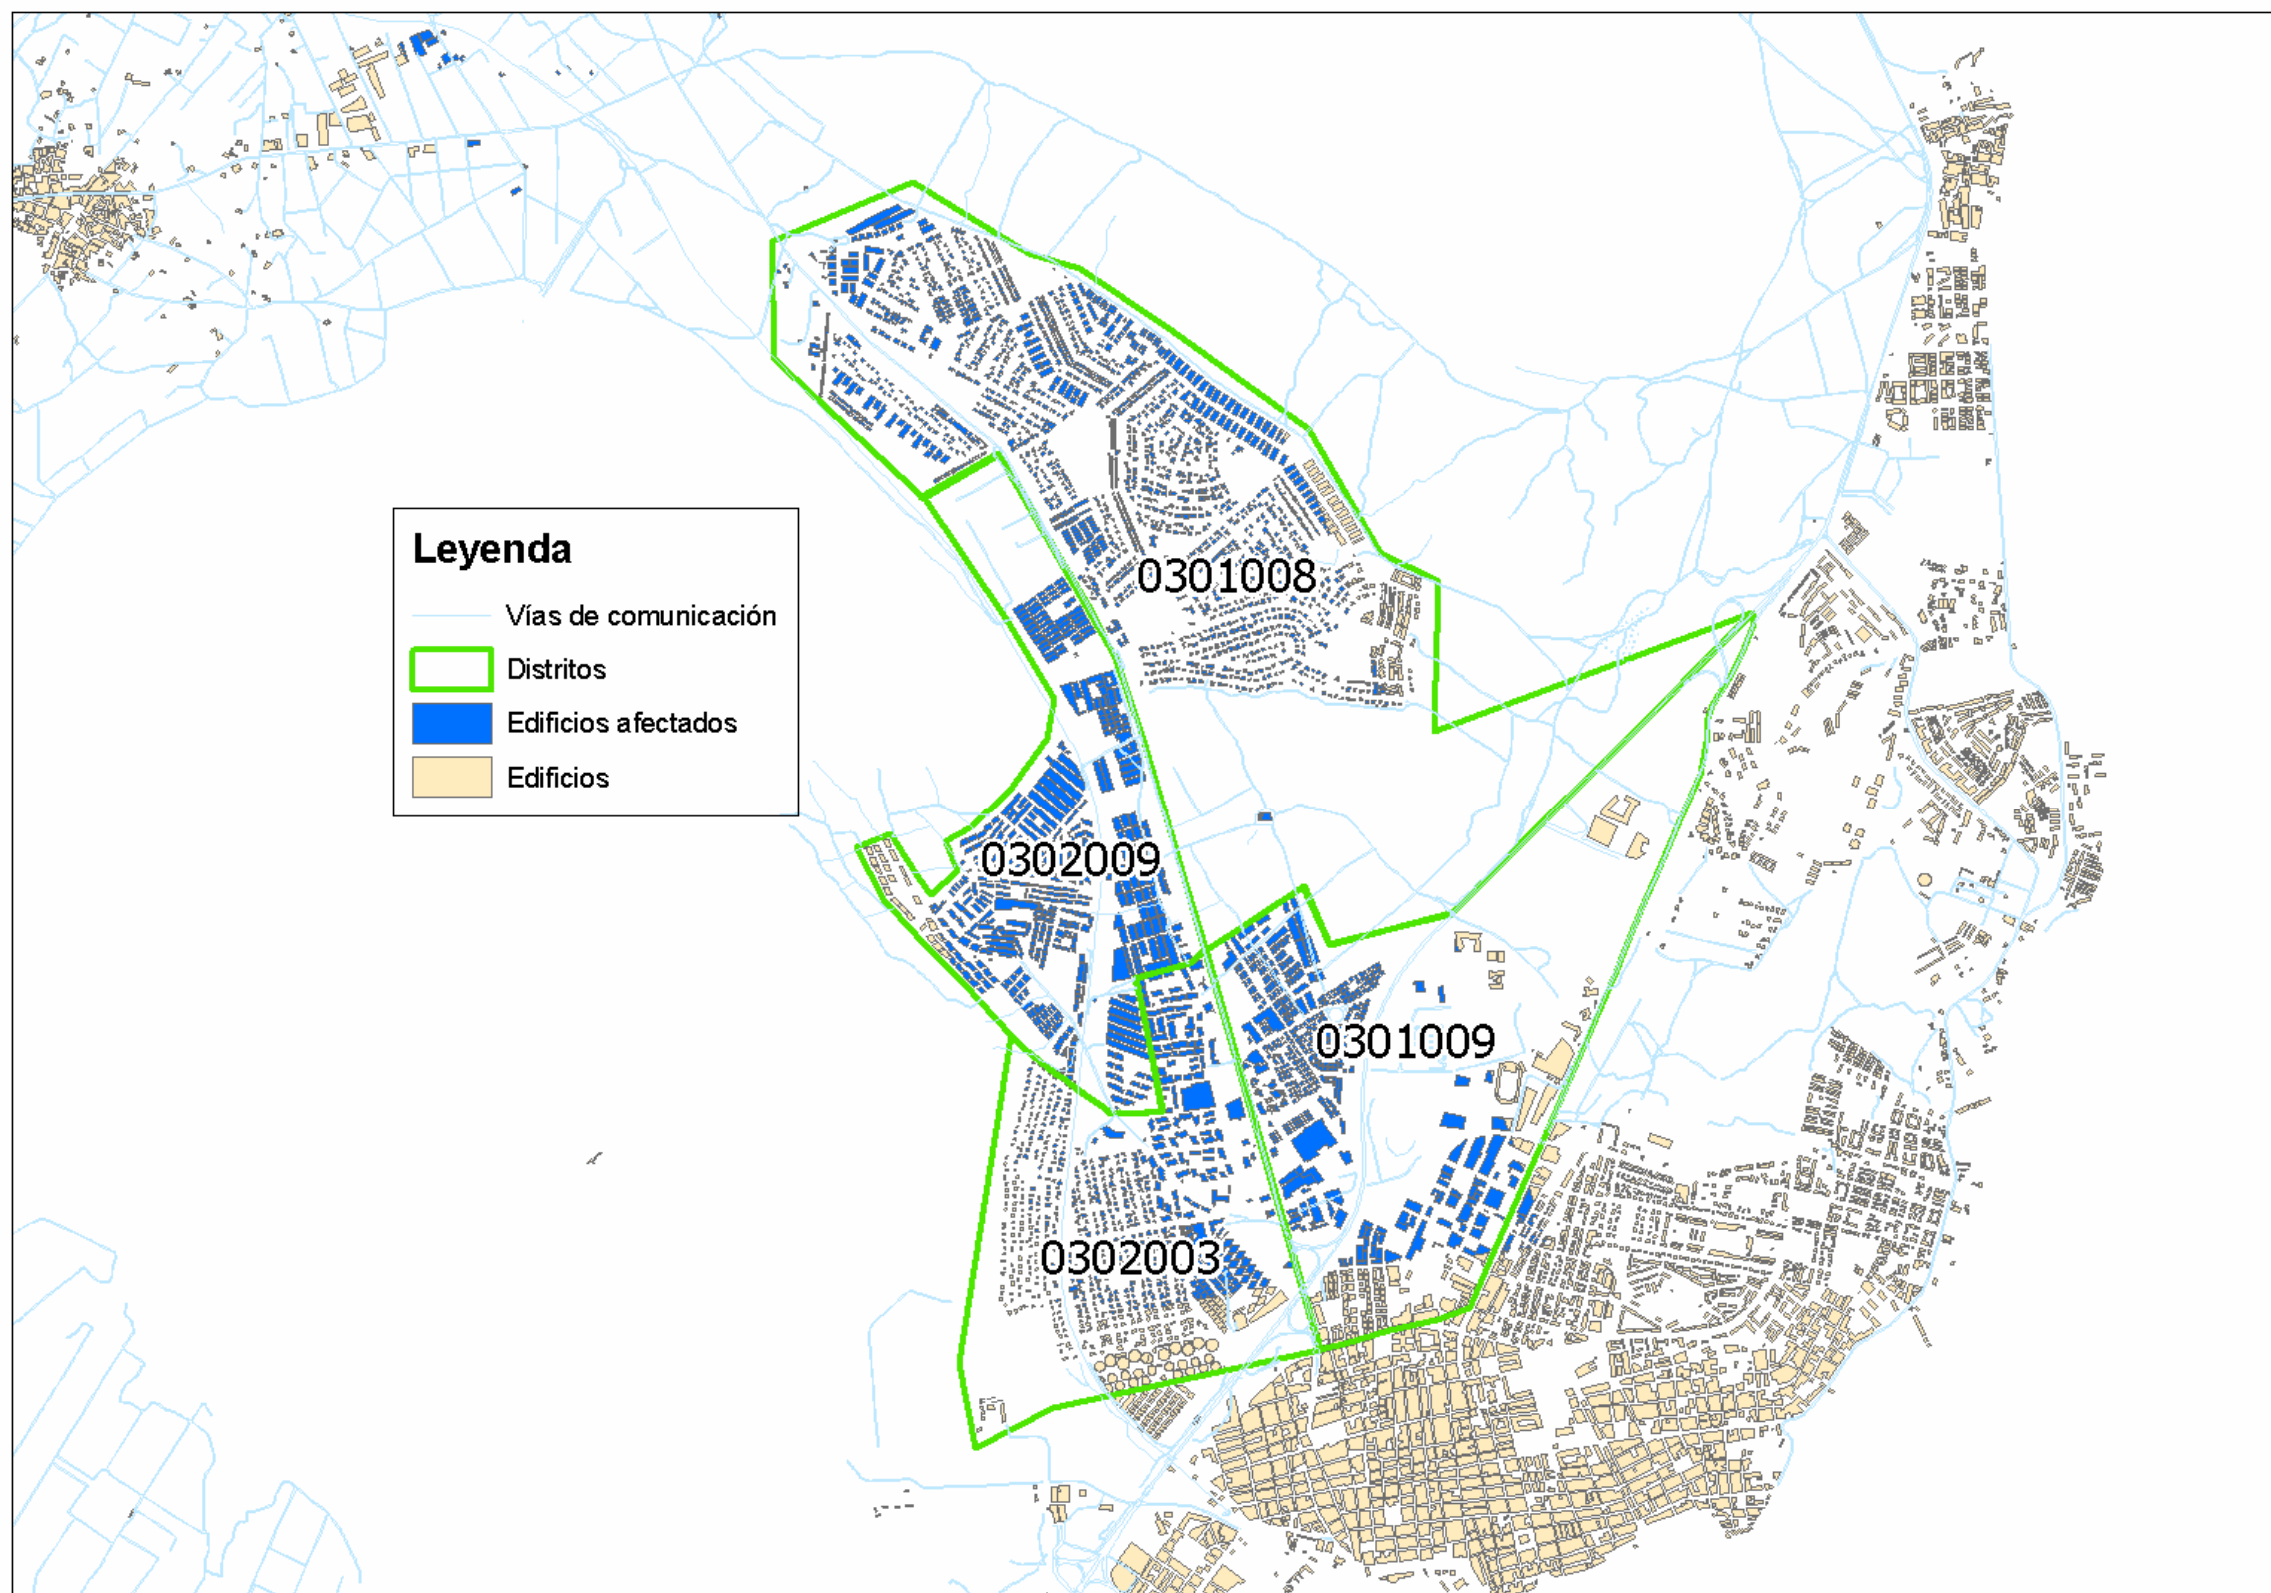 0301008
Leyenda
Vías de comunicación
Distritos
Edificios afectados
Edificios
0302009
0301009
0302003